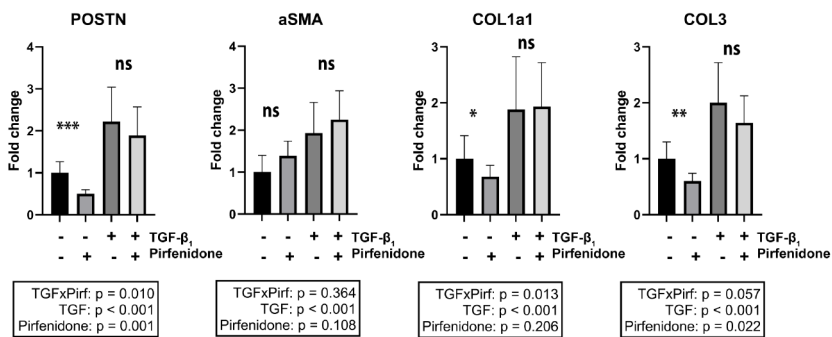 POSTN
Fold change
4
3
2
1
0
***
ns
- - + + TGF-β₁
- + - + Pirfenidone
TGFxPirf: p = 0.010
TGF: p < 0.001
Pirfenidone: p = 0.001
aSMA
Fold change
4
3
2
1
0
ns
ns
- - + + TGF-β₁
- + - + Pirfenidone
TGFxPirf: p = 0.364
TGF: p < 0.001
Pirfenidone: p = 0.108
COL1a1
Fold change
3
2
1
0
*
ns
- - + + TGF-β₁
- + - + Pirfenidone
TGFxPirf: p = 0.013
TGF: p < 0.001
Pirfenidone: p = 0.206
COL3
Fold change
3
2
1
0
**
ns
- - + + TGF-β₁
- + - + Pirfenidone
TGFxPirf: p = 0.057
TGF: p < 0.001
Pirfenidone: p = 0.022